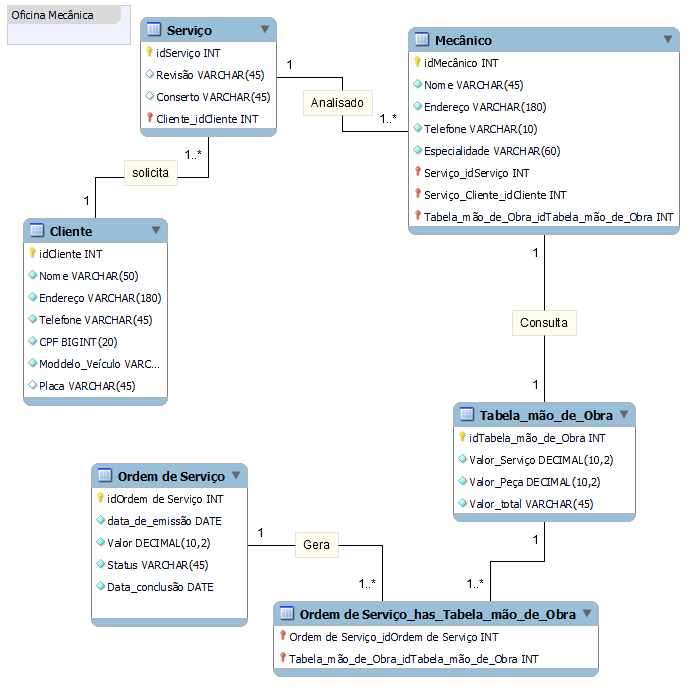 Oficina Mecânica
Serviço
idServiço INT
Revisão VARCHAR(45)
Conserto VARCHAR(45)
Cliente_idCliente INT
1
Analisado
1..*
Mecânico
idMecânico INT
Nome VARCHAR(45)
Endereço VARCHAR(180)
Telefone VARCHAR(10)
Especialidade VARCHAR(60)
Serviço_idServiço INT
Serviço_Cliente_idCliente INT
Tabela_mão_de_Obra_idTabela_mão_de_Obra INT
1..*
solicita
1
Cliente
idCliente INT
Nome VARCHAR(50)
Endereço VARCHAR(180)
Telefone VARCHAR(45)
CPF BIGINT(20)
Moddelo_Veículo VARC...
Placa VARCHAR(45)
1
Consulta
1
Tabela_mão_de_Obra
idTabela_mão_de_Obra INT
Valor_Serviço DECIMAL(10,2)
Valor_Peça DECIMAL(10,2)
Valor_total VARCHAR(45)
Ordem de Serviço
idOrdem de Serviço INT
data_de_emissão DATE
Valor DECIMAL(10,2)
Status VARCHAR(45)
Data_conclusão DATE
1
Gera
1..*
1
1..*
Ordem de Serviço_has_Tabela_mão_de_Obra
Ordem de Serviço_idOrdem de Serviço INT
Tabela_mão_de_Obra_idTabela_mão_de_Obra INT